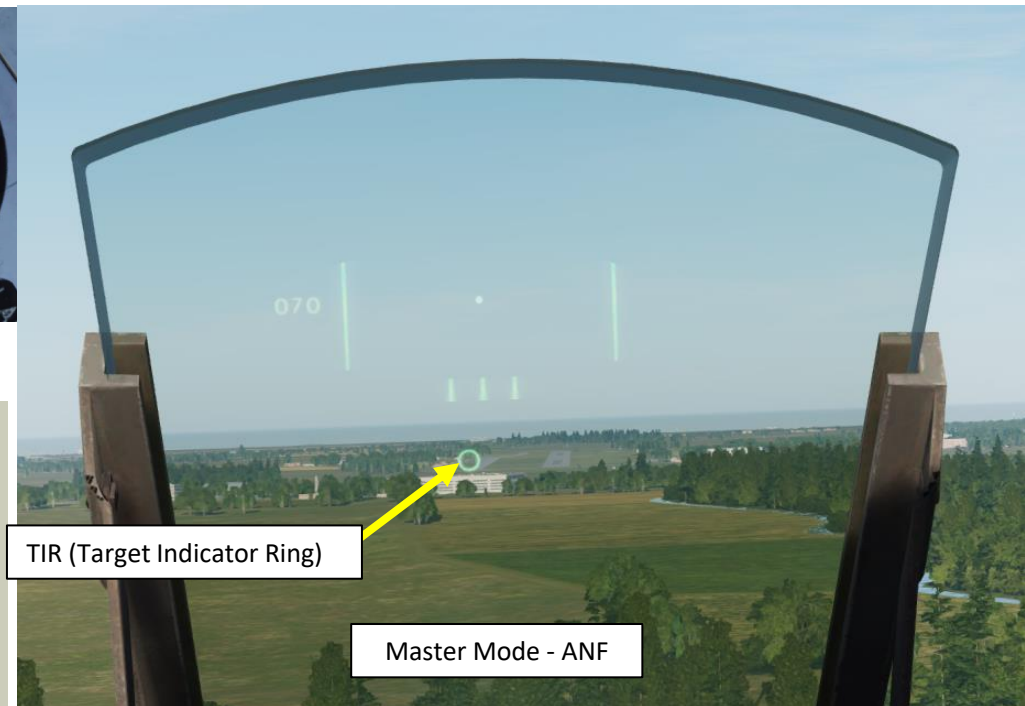 070
TIR (Target Indicator Ring)
Master Mode - ANF